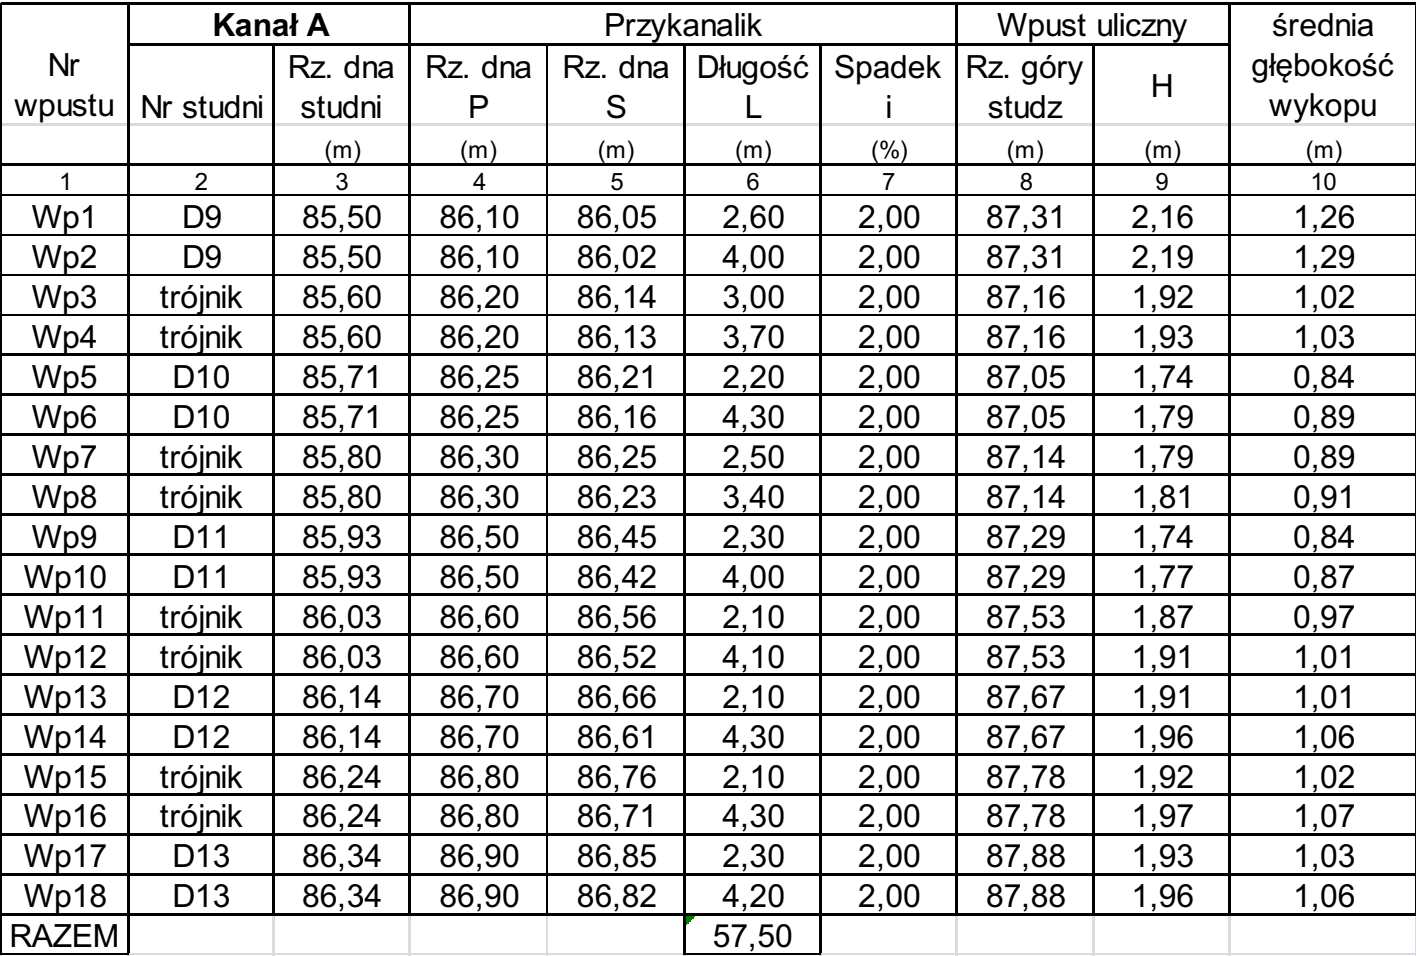 Kanał A Przykanalik Wpust uliczny średnia
Nr Rz. dna Rz. dna Rz. dna Długość Spadek Rz. góry H głębokość
wpustu Nr studni studni P S L i studz wykopu
(m) (m) (m) (m) (%) (m) (m) (m)
1 2 3 4 5 6 7 8 9 10
Wp1 D9 85,50 86,10 86,05 2,60 2,00 87,31 2,16 1,26
Wp2 D9 85,50 86,10 86,02 4,00 2,00 87,31 2,19 1,29
Wp3 trójnik 85,60 86,20 86,14 3,00 2,00 87,16 1,92 1,02
Wp4 trójnik 85,60 86,20 86,13 3,70 2,00 87,16 1,93 1,03
Wp5 D10 85,71 86,25 86,21 2,20 2,00 87,05 1,74 0,84
Wp6 D10 85,71 86,25 86,16 4,30 2,00 87,05 1,79 0,89
Wp7 trójnik 85,80 86,30 86,25 2,50 2,00 87,14 1,79 0,89
Wp8 trójnik 85,80 86,30 86,23 3,40 2,00 87,14 1,81 0,91
Wp9 D11 85,93 86,50 86,45 2,30 2,00 87,29 1,74 0,84
Wp10 D11 85,93 86,50 86,42 4,00 2,00 87,29 1,77 0,87
Wp11 trójnik 86,03 86,60 86,56 2,10 2,00 87,53 1,87 0,97
Wp12 trójnik 86,03 86,60 86,52 4,10 2,00 87,53 1,91 1,01
Wp13 D12 86,14 86,70 86,66 2,10 2,00 87,67 1,91 1,01
Wp14 D12 86,14 86,70 86,61 4,30 2,00 87,67 1,96 1,06
Wp15 trójnik 86,24 86,80 86,76 2,10 2,00 87,78 1,92 1,02
Wp16 trójnik 86,24 86,80 86,71 4,30 2,00 87,78 1,97 1,07
Wp17 D13 86,34 86,90 86,85 2,30 2,00 87,88 1,93 1,03
Wp18 D13 86,34 86,90 86,82 4,20 2,00 87,88 1,96 1,06
RAZEM 57,50